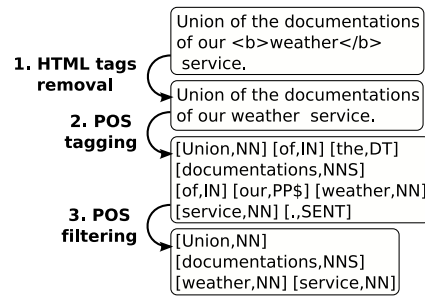 Union of the documentations
of our <b>weather</b>
service.
1. HTML tags
removal
Union of the documentations
of our weather  service.
2. POS
tagging
[Union,NN] [of,IN] [the,DT]
[documentations,NNS]
[of,IN] [our,PP$] [weather,NN]
[service,NN] [.,SENT]
3. POS
filtering
[Union,NN]
[documentations,NNS]
[weather,NN] [service,NN]